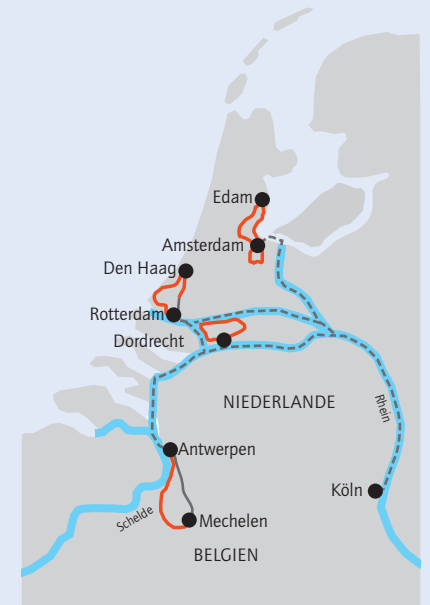 Edam
Amsterdam
Den Haag
Rotterdam
Dordrecht
NIEDERLANDE
Rhein
Antwerpen
Köln
Schelde
Mechelen
BELGIEN